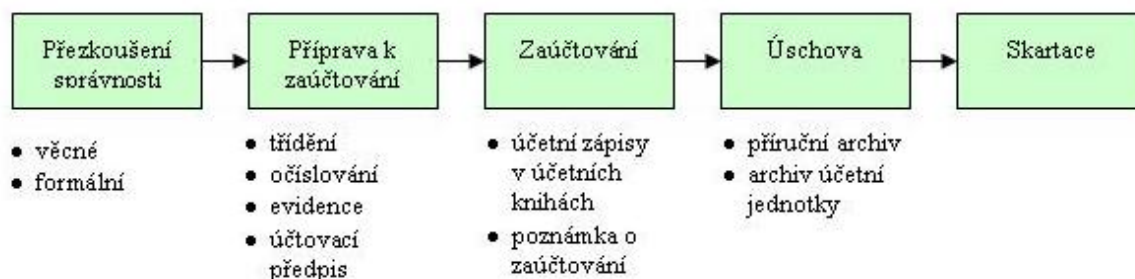 Přezkoušení
správnosti
Příprava k
zaúčtování
Zaúčtování
Úschova
Skartace
• věcné
• formální
• třídění
• očíslování
• evidence
• účtovací
předpis
• účetní zápisy
v účetních
knihách
• poznámka o
zaúčtování
• příruční archiv
• archiv účetní
jednotky